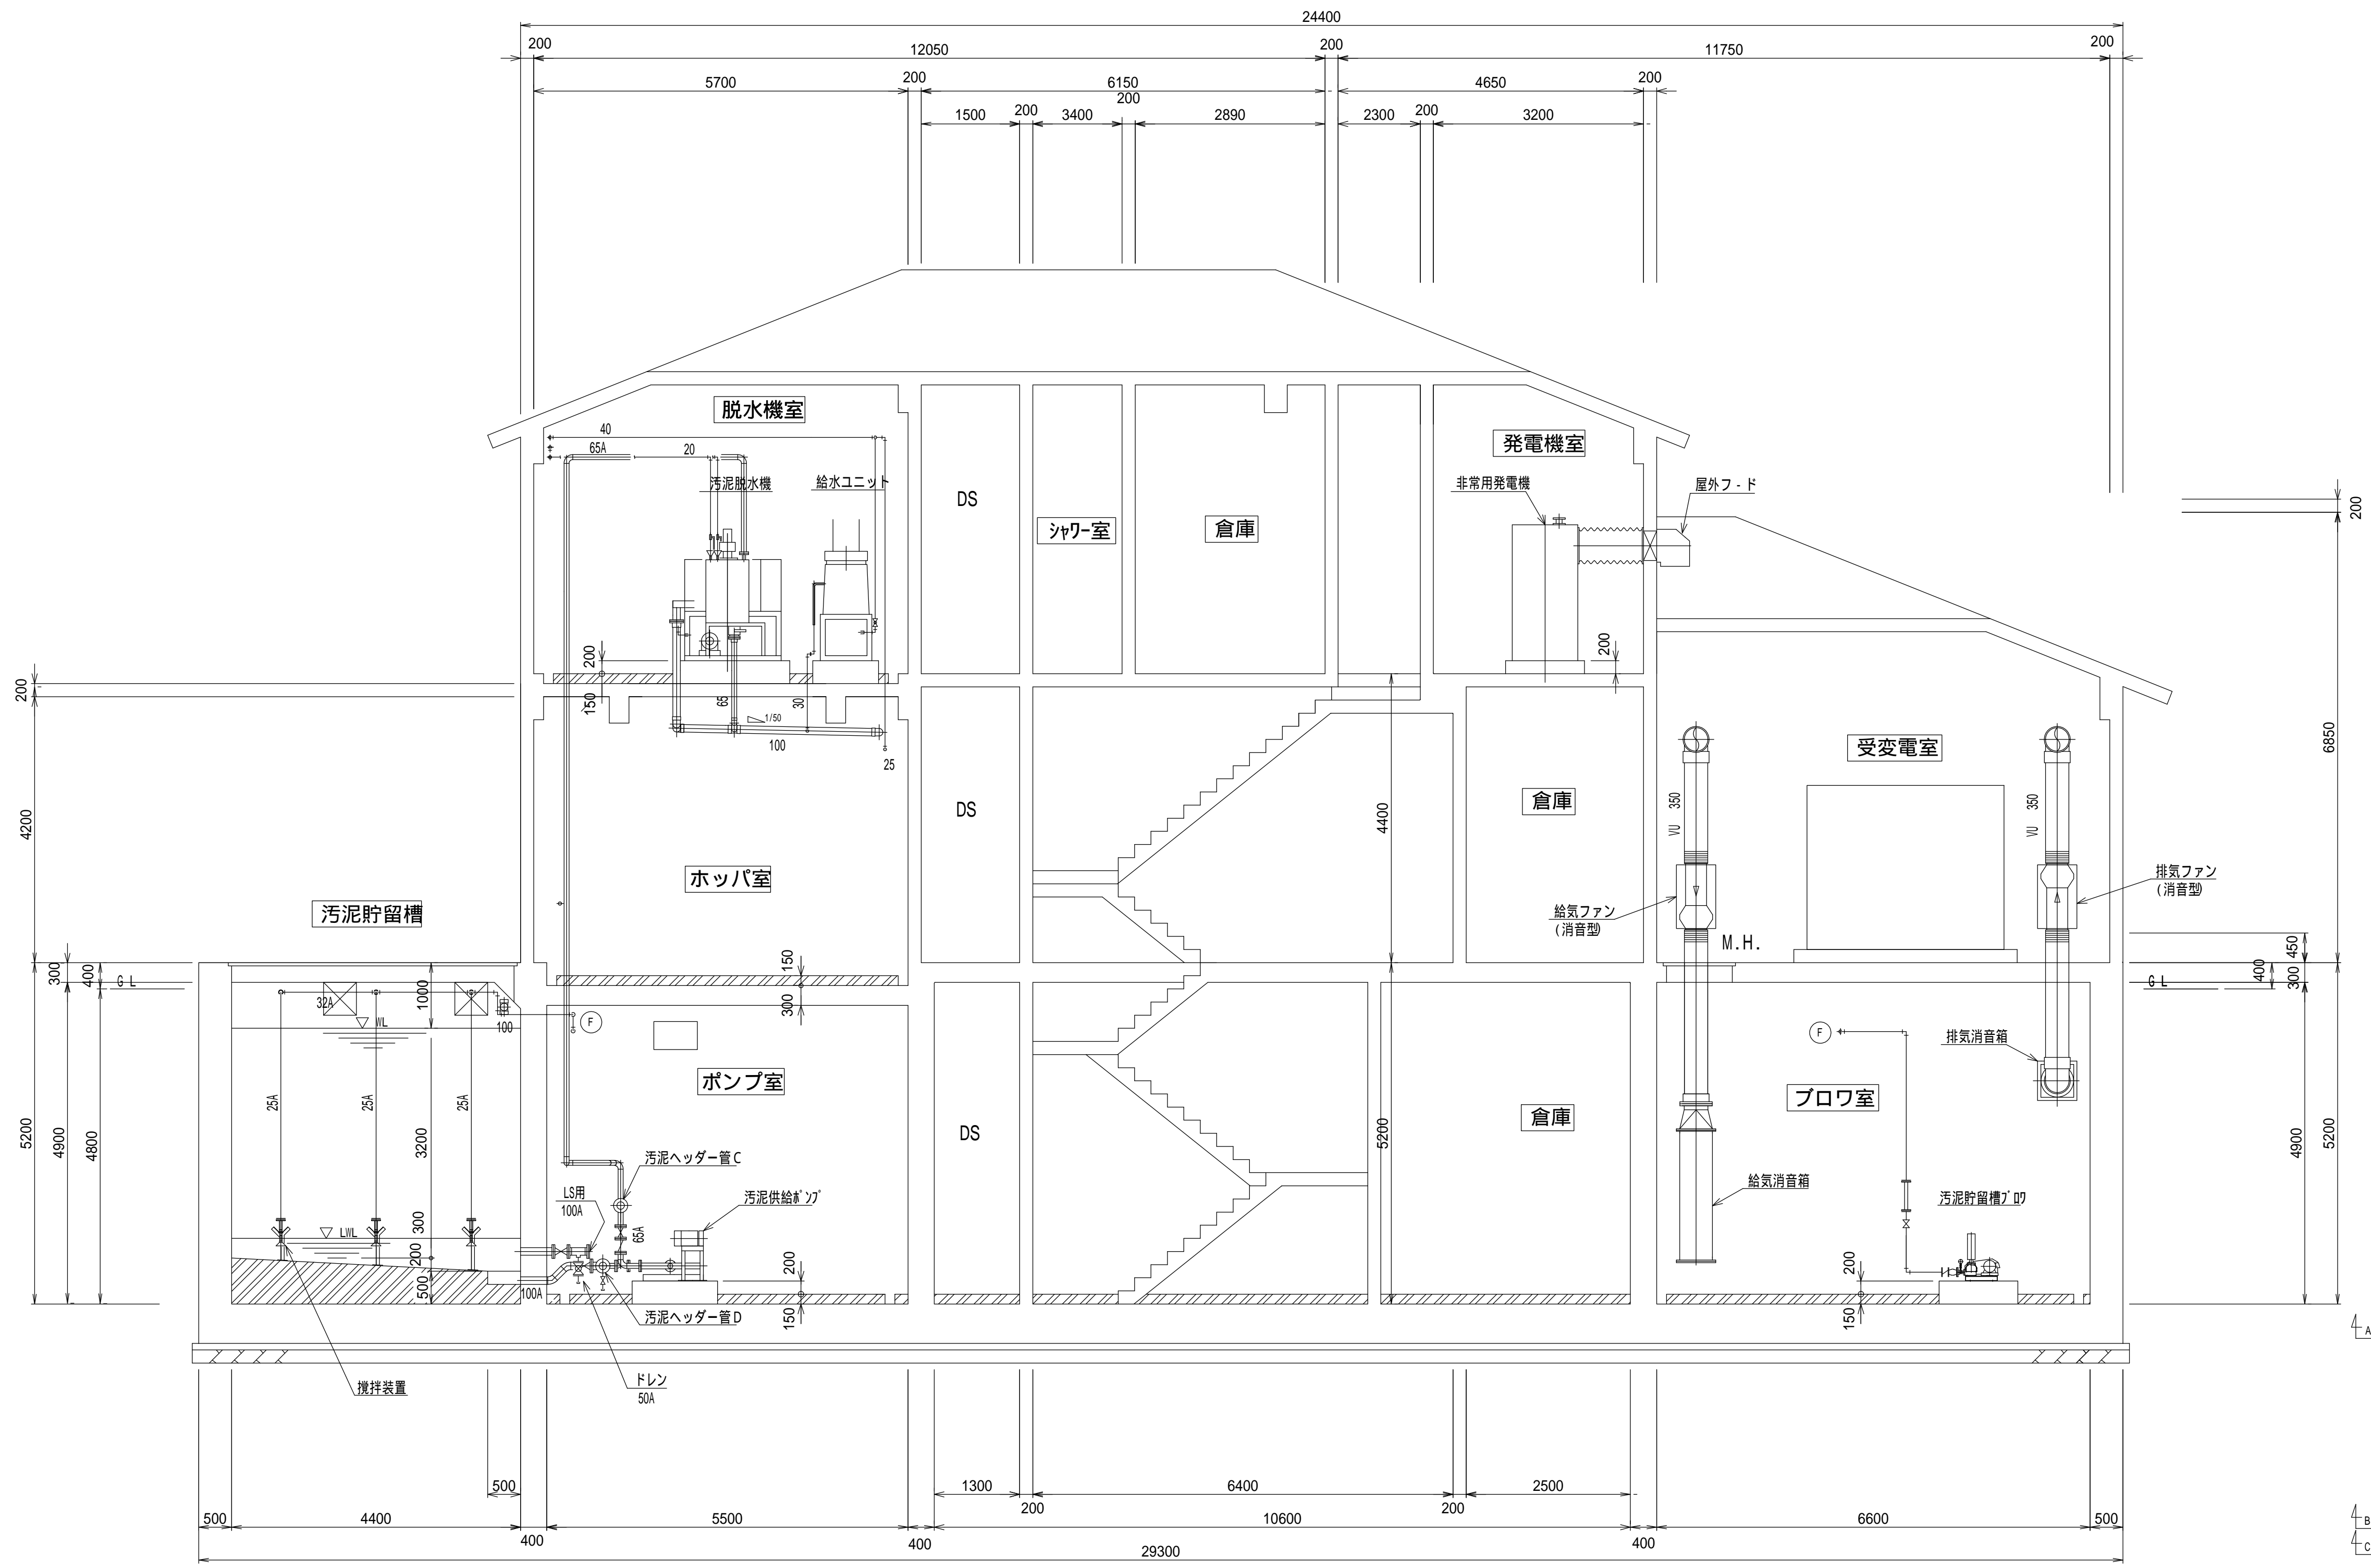 24400
200 12050 200 11750 200
5700 200 6150 4650 200
200
1500 200 3400 2890 2300 200 3200
脱水機室
40
65A 20
汚泥脱水機 給水ユニット
発電機室
非常用発電機
屋外フ-ド
DS
シャワー室
倉庫
200
200
150
65
30
1/50
100
25
200
200
200
4200
6850
DS
4400
倉庫
受変電室
VU 350
VU 350
排気ファン
(消音型)
給気ファン
(消音型)
M.H.
ホッパ室
汚泥貯留槽
150
300
300
400
G L
1000
32A
100
WL
F
450
400
300
G L
F
排気消音箱
ポンプ室
ブロワ室
倉庫
DS
25A
25A
25A
5200
4900
4800
3200
5200
4900
5200
汚泥ヘッダー管C
LS用
100A
汚泥供給ポンプ
65A
給気消音箱
汚泥貯留槽ブロワ
LWL
300
200
500
100A
200
150
200
150
汚泥ヘッダー管D
ドレン
50A
撹拌装置
A
500 1300 6400 2500
200 200
500 4400 5500 10600 6600 500
400 400 400
29300
B
C